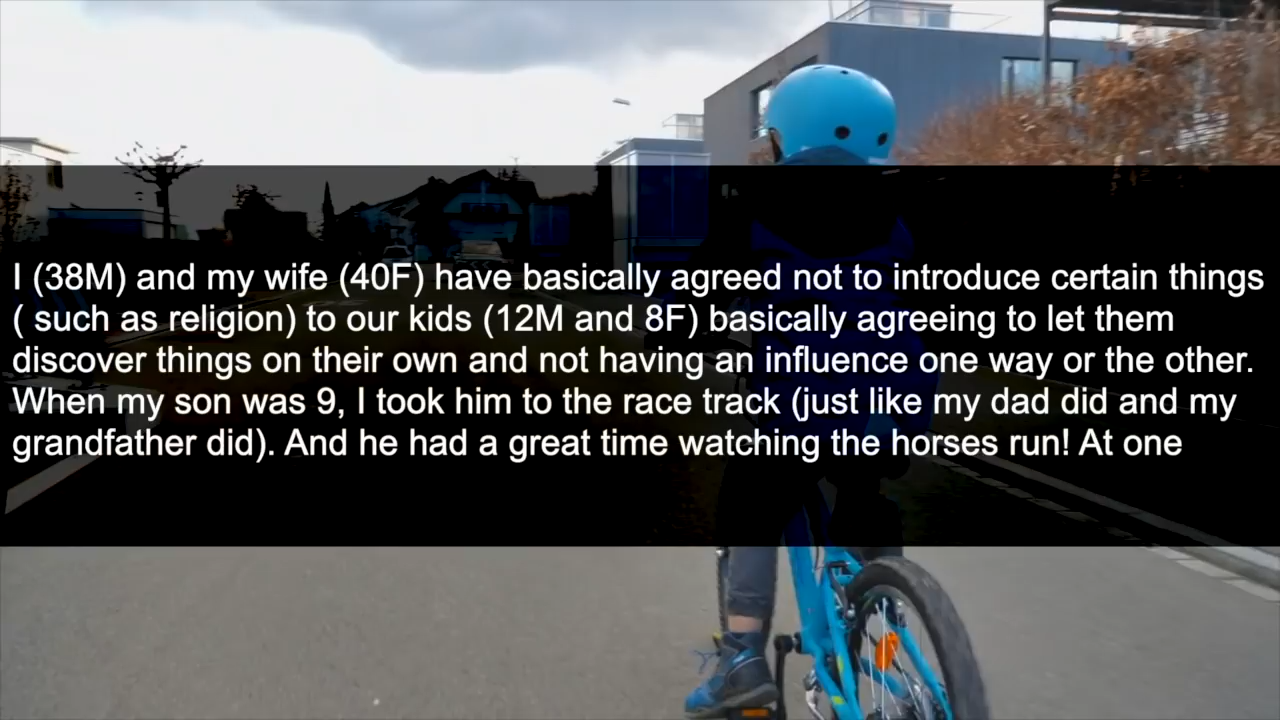 I (38M) and my wife (40F) have basically agreed not to introduce certain things
( such as religion) to our kids (12M and 8F) basically agreeing to let them
discover things on their own and not having an influence one way or the other.
When my son was 9, I took him to the race track (just like my dad did and my
grandfather did). And he had a great time watching the horses run! At one